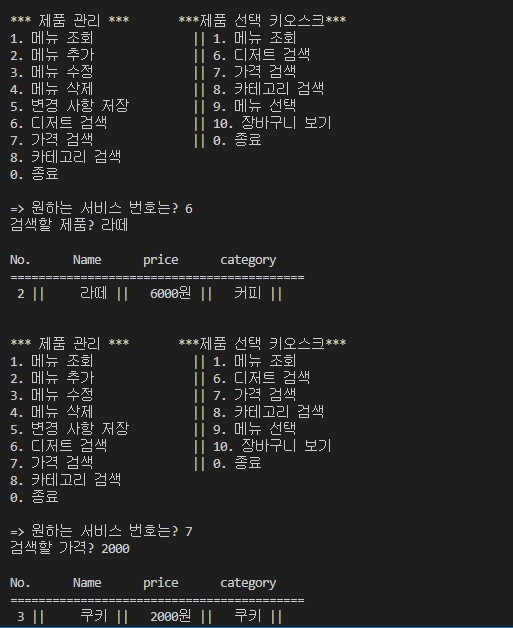 *** 제품 관리 ***       ***제품 선택 키오스크***
1. 메뉴 조회                || 1. 메뉴 조회
2. 메뉴 추가                || 6. 디저트 검색
3. 메뉴 수정                || 7. 가격 검색
4. 메뉴 삭제                || 8. 카테고리 검색
5. 변경 사항 저장           || 9. 메뉴 선택
6. 디저트 검색              || 10. 장바구니 보기
7. 가격 검색                || 0. 종료
8. 카테고리 검색
0. 종료
=> 원하는 서비스 번호는? 6
검색할 제품? 라떼
No.      Name      price      category
==========================================
 2 ||     라떼 ||   6000원 ||   커피 ||
*** 제품 관리 ***       ***제품 선택 키오스크***
1. 메뉴 조회                || 1. 메뉴 조회
2. 메뉴 추가                || 6. 디저트 검색
3. 메뉴 수정                || 7. 가격 검색
4. 메뉴 삭제                || 8. 카테고리 검색
5. 변경 사항 저장           || 9. 메뉴 선택
6. 디저트 검색              || 10. 장바구니 보기
7. 가격 검색                || 0. 종료
8. 카테고리 검색
0. 종료
=> 원하는 서비스 번호는? 7
검색할 가격? 2000
No.      Name      price      category
==========================================
 3 ||     쿠키 ||   2000원 ||   쿠키 ||